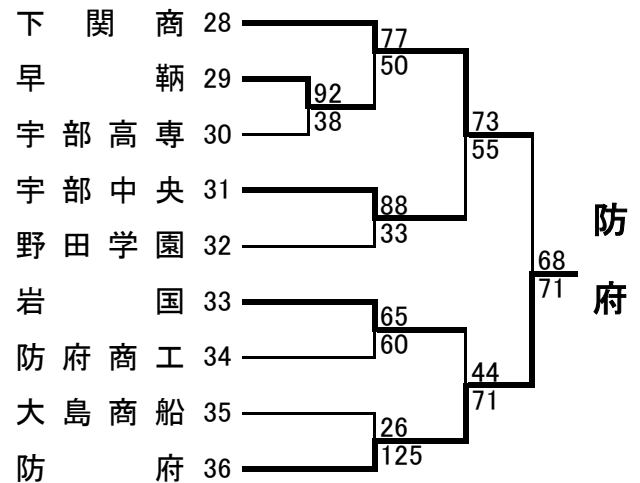 下関商 28
早鞆 29
宇部高専 30
宇部中央 31
野田学園 32
岩国 33
防府商工 34
大島商船 35
防府 36
92
38
77
50
88
33
65
60
26
125
73
55
44
71
68
71
防府